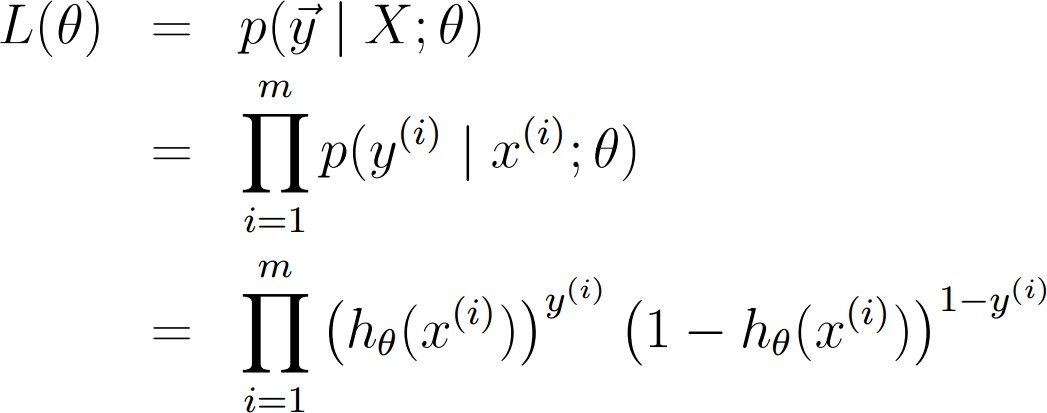 L(θ) = p(y⃗ | X; θ)
= ∏_{i=1}^{m} p(y^{(i)} | x^{(i)}; θ)
= ∏_{i=1}^{m} (h_θ(x^{(i)}))^{y^{(i)}} (1 − h_θ(x^{(i)}))^{1−y^{(i)}}